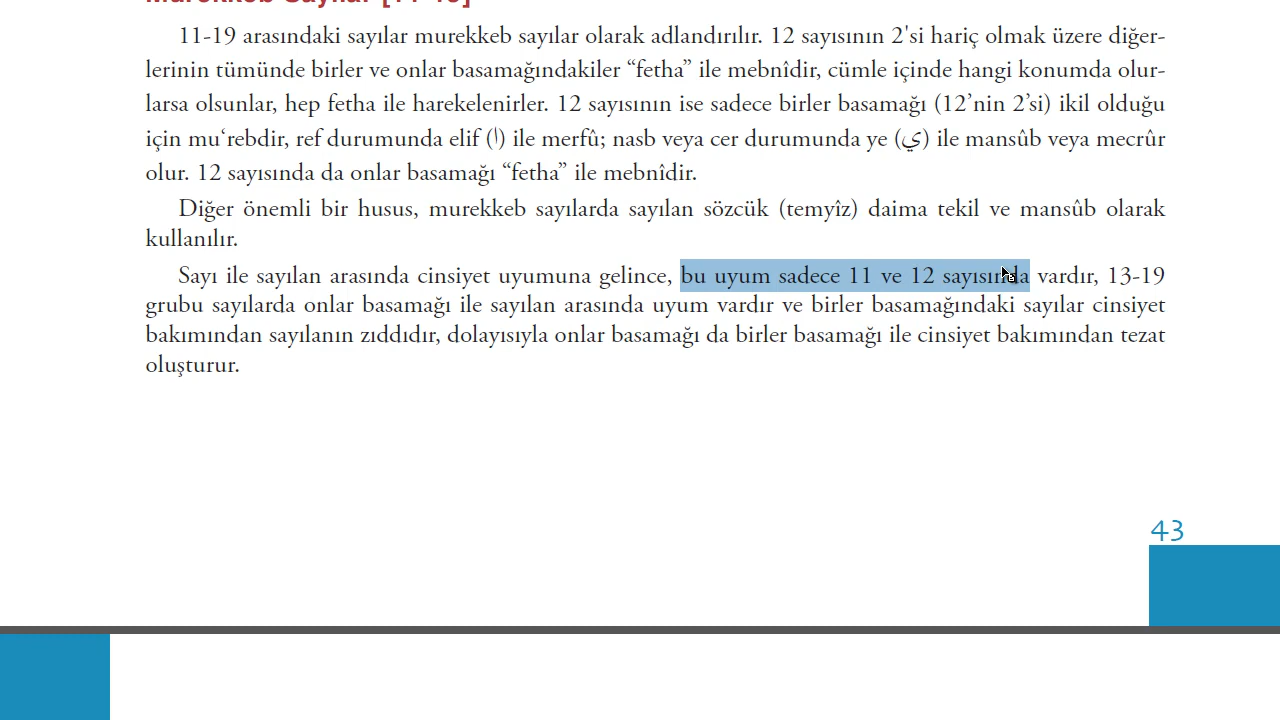 Murekkeb Sayılar [11-19]
11-19 arasındaki sayılar murekkeb sayılar olarak adlandırılır. 12 sayısının 2'si hariç olmak üzere diğer-
lerinin tümünde birler ve onlar basamağındakiler “fetha” ile mebnîdir, cümle içinde hangi konumda olur-
larsa olsunlar, hep fetha ile harekelenirler. 12 sayısının ise sadece birler basamağı (12’nin 2’si) ikil olduğu
için mu‘rebdir, ref durumunda elif (ا) ile merfû; nasb veya cer durumunda ye (ي) ile mansûb veya mecrûr
olur. 12 sayısında da onlar basamağı “fetha” ile mebnîdir.
Diğer önemli bir husus, murekkeb sayılarda sayılan sözcük (temyîz) daima tekil ve mansûb olarak
kullanılır.
Sayı ile sayılan arasında cinsiyet uyumuna gelince, bu uyum sadece 11 ve 12 sayısında vardır, 13-19
grubu sayılarda onlar basamağı ile sayılan arasında uyum vardır ve birler basamağındaki sayılar cinsiyet
bakımından sayılanın zıddıdır, dolayısıyla onlar basamağı da birler basamağı ile cinsiyet bakımından tezat
oluşturur.
43